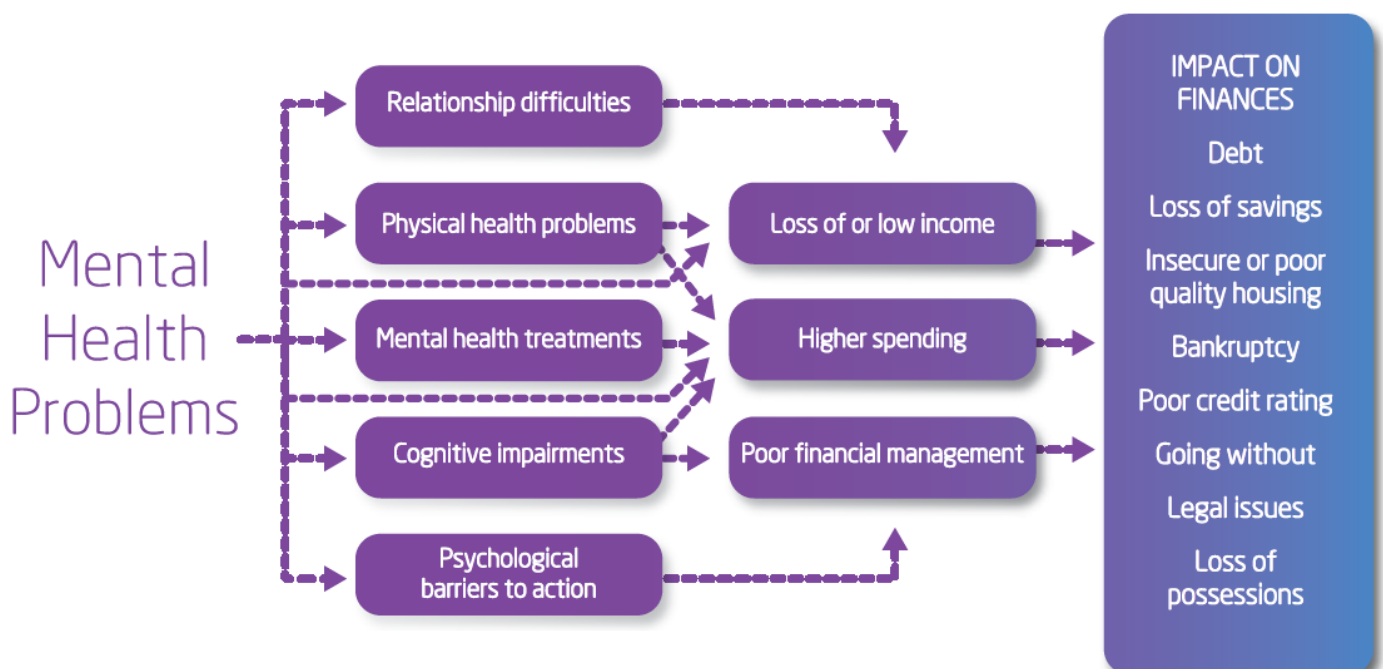 Mental
Health
Problems
Relationship difficulties
Physical health problems
Mental health treatments
Cognitive impairments
Psychological
barriers to action
Loss of or low income
Higher spending
Poor financial management
IMPACT ON
FINANCES
Debt
Loss of savings
Insecure or poor
quality housing
Bankruptcy
Poor credit rating
Going without
Legal issues
Loss of
possessions